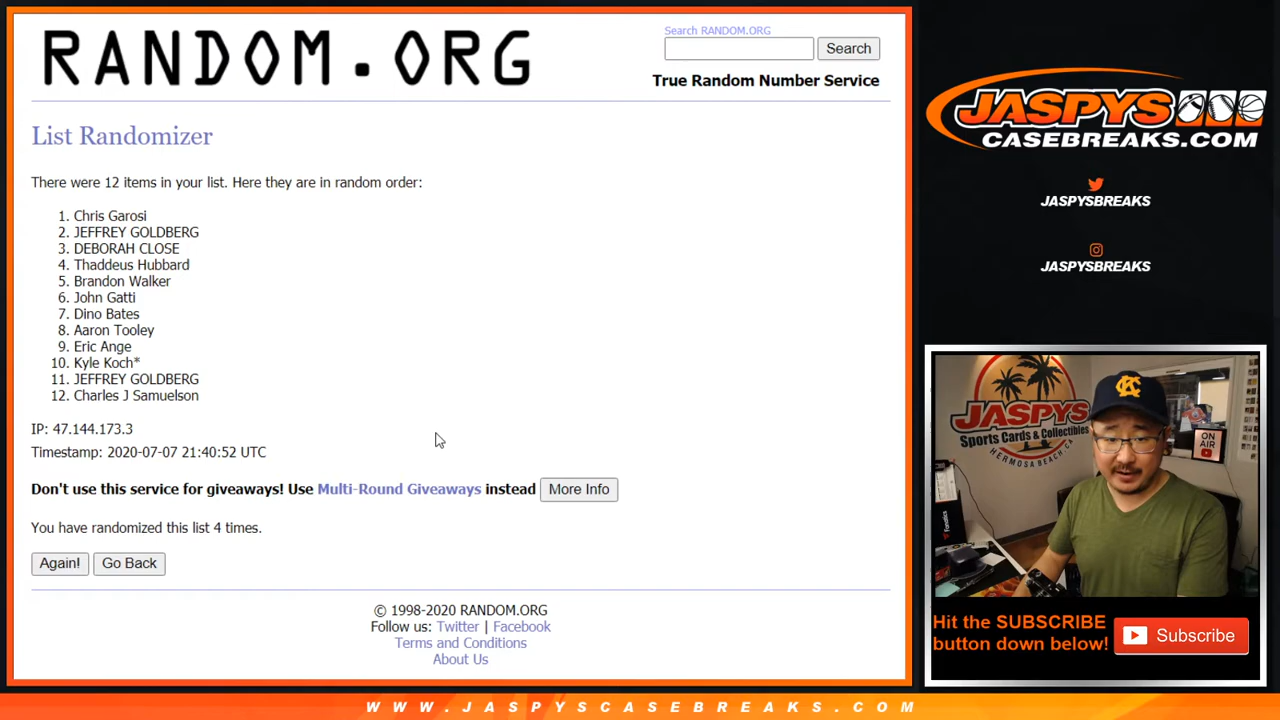 RANDOM.ORG
Search RANDOM.ORG
Search
True Random Number Service
List Randomizer
There were 12 items in your list. Here they are in random order:
1. Chris Garosi
2. JEFFREY GOLDBERG
3. DEBORAH CLOSE
4. Thaddeus Hubbard
5. Brandon Walker
6. John Gatti
7. Dino Bates
8. Aaron Tooley
9. Eric Ange
10. Kyle Koch*
11. JEFFREY GOLDBERG
12. Charles J Samuelson
IP: 47.144.173.3
Timestamp: 2020-07-07 21:40:52 UTC
Don't use this service for giveaways! Use Multi-Round Giveaways instead More Info
You have randomized this list 4 times.
Again! Go Back
© 1998-2020 RANDOM.ORG
Follow us: Twitter | Facebook
Terms and Conditions
About Us
JASPYS
CASEBREAKS.COM
JASPYSBREAKS
JASPYSBREAKS
JASPYS
Sports Cards & Collectibles
HERMOSA BEACH, CA
KC
ON AIR
Fanatics
Hit the SUBSCRIBE
button down below!
Subscribe
WWW.JASPYSCASEBREAKS.COM